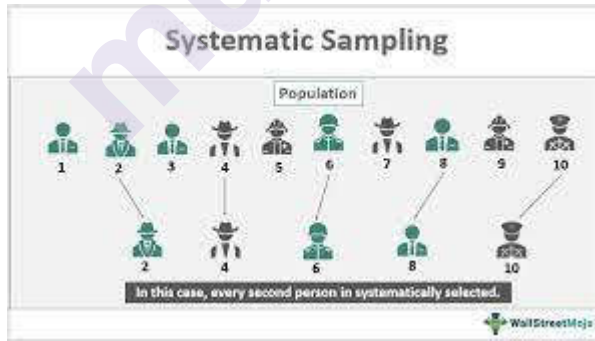 Systematic Sampling
Population
1 2 3 4 5 6 7 8 9 10
2 4 6 8 10
In this case, every second person in systematically selected.
WallStreetMojo